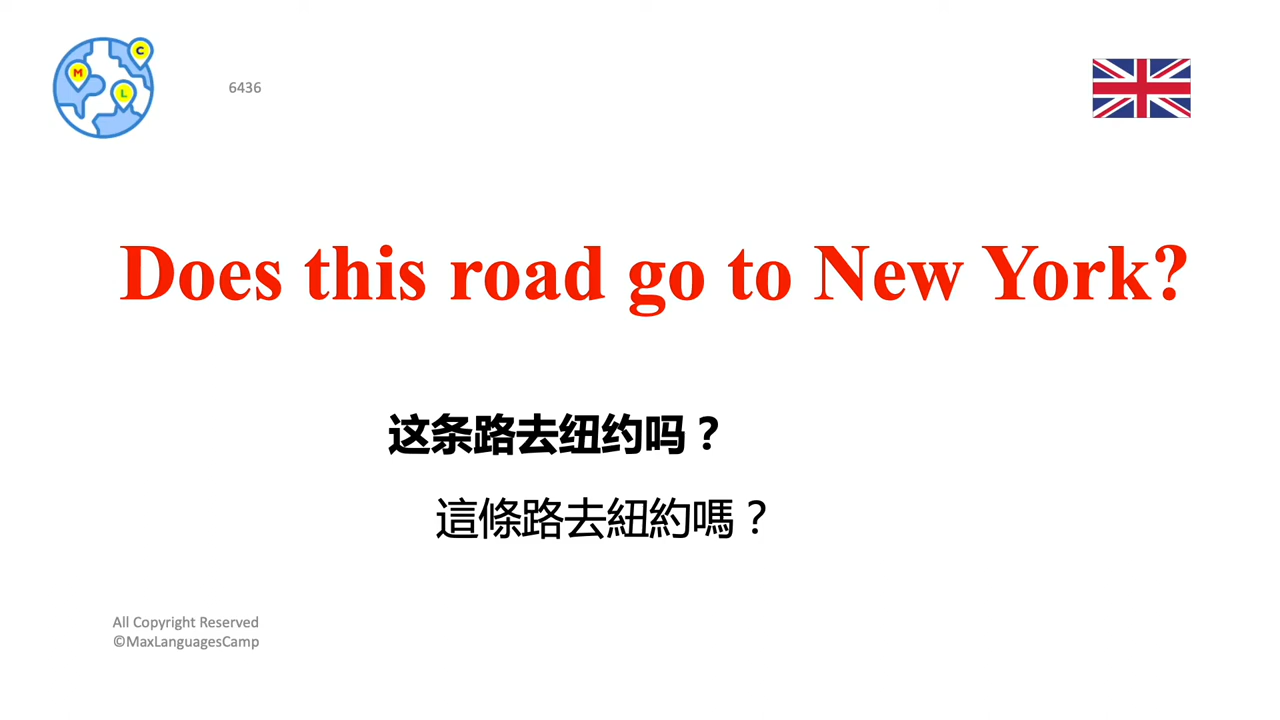 C
M
L
6436
Does this road go to New York?
这条路去纽约吗？
這條路去紐約嗎？
All Copyright Reserved
©MaxLanguagesCamp